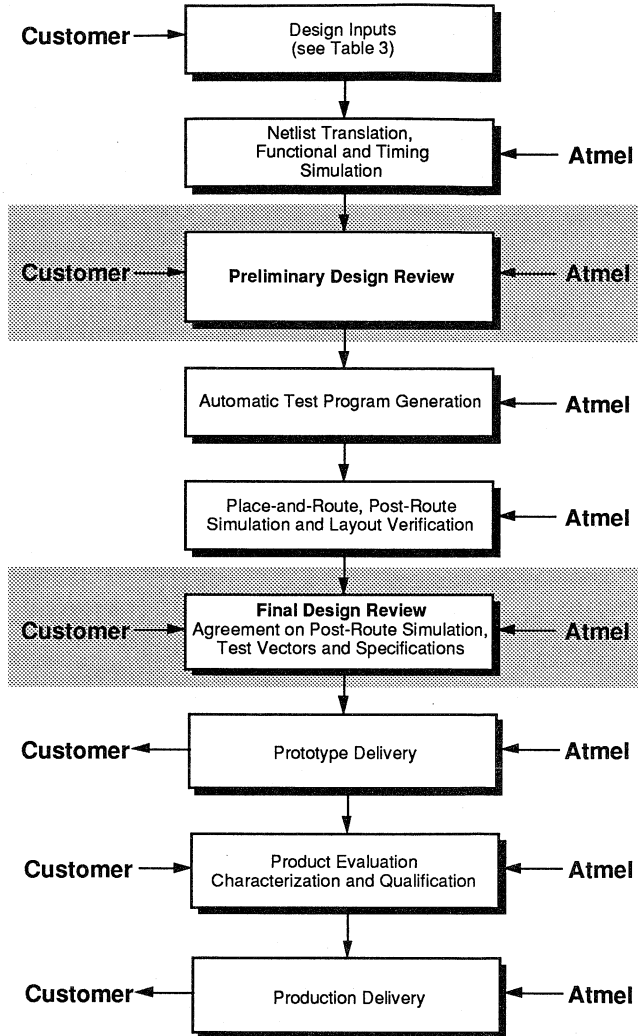 Customer
Design Inputs
(see Table 3)
Netlist Translation,
Functional and Timing
Simulation
Atmel
Customer
Preliminary Design Review
Atmel
Automatic Test Program Generation
Atmel
Place-and-Route, Post-Route
Simulation and Layout Verification
Atmel
Customer
Final Design Review
Agreement on Post-Route Simulation,
Test Vectors and Specifications
Atmel
Customer
Prototype Delivery
Atmel
Customer
Product Evaluation
Characterization and Qualification
Atmel
Customer
Production Delivery
Atmel